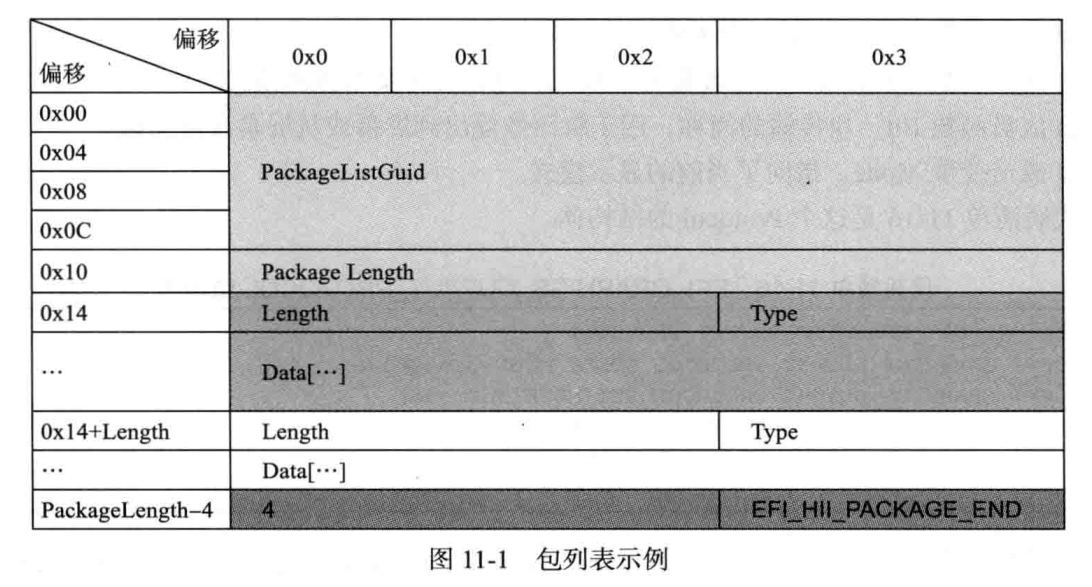 偏移
0x0 0x1 0x2 0x3
偏移
0x00
0x04
PackageListGuid
0x08
0x0C
0x10 Package Length
0x14 Length Type
… Data[…]
0x14+Length Length Type
… Data[…]
PackageLength–4 4 EFI_HII_PACKAGE_END
图 11-1 包列表示例